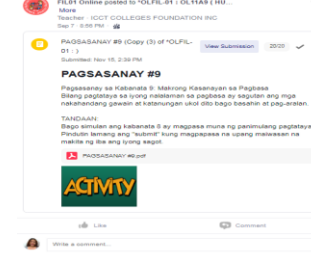 FIL01 Online posted to *OLFIL-01 : OL11A9 ( HU...
More
Teacher · ICCT COLLEGES FOUNDATION INC
Sep 7 · 6:56 PM ·
PAGSASANAY #9 (Copy (3) of *OLFIL-01 : )
View Submission
20/20
Submitted: Nov 15, 2:39 PM
PAGSASANAY #9
Pagsasanay sa Kabanata 9: Makrong Kasanayan sa Pagbasa
Bilang pagtataya sa iyong nalalaman sa pagbasa ay sagutan ang mga
nakahandang gawain at katanungan ukol dito bago basahin at pag-aralan.
TANDAAN:
Bago simulan ang kabanata 8 ay magpasa muna ng panimulang pagtataya.
Pindutin lamang ang "submit" kung magpapasa na upang malawsan na
makita ng iba ang iyong sagot.
PAGSASANAY #9.pdf
ACTIVITY
Like
Comment
Write a comment...